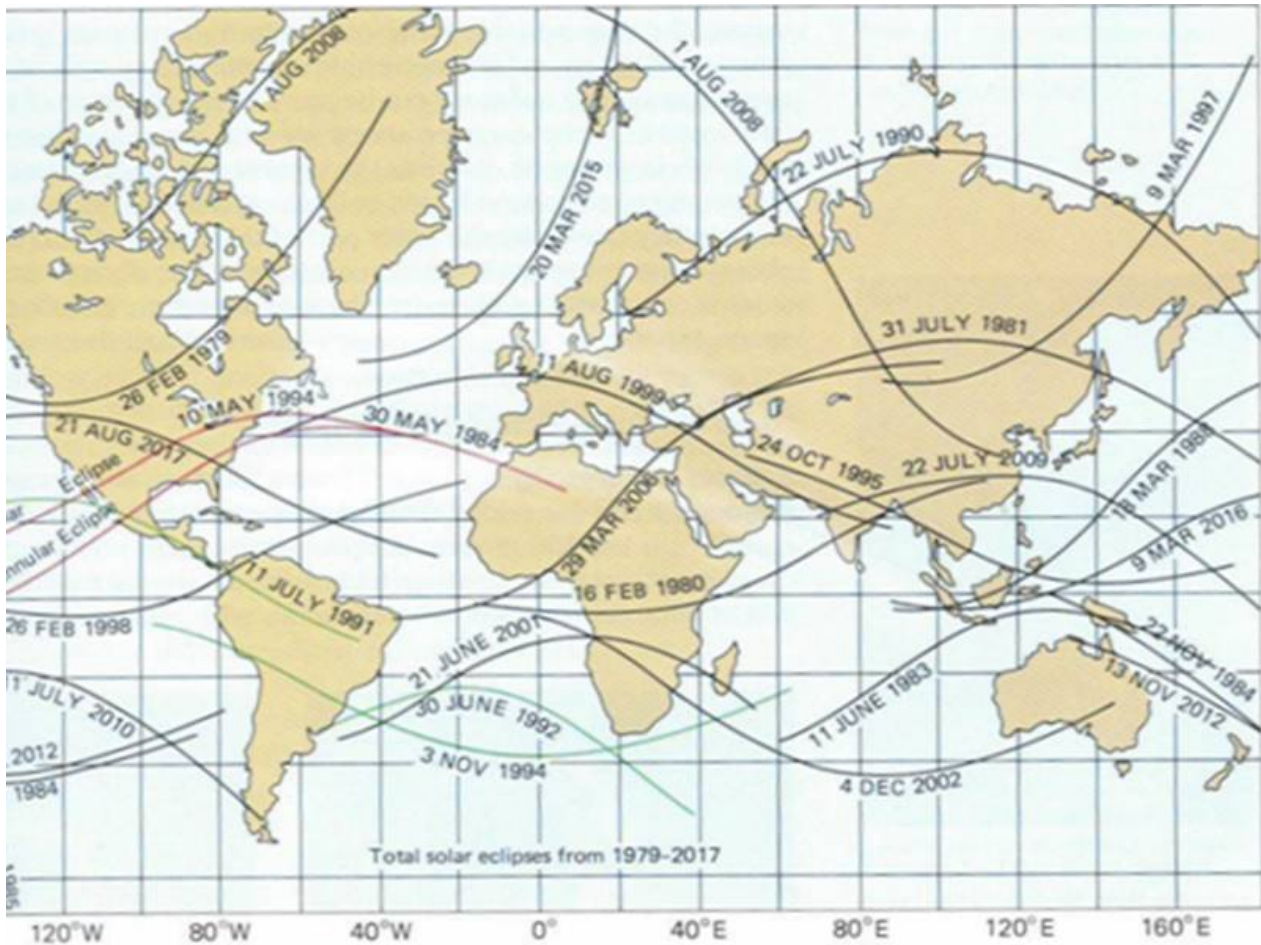 AUG 2008
1 AUG 2008
22 JULY 1990
9 MAR 1997
20 MAR 2015
31 JULY 1981
26 FEB 1979
11 AUG 1999
10 MAY 1994
30 MAY 1984
21 AUG 2017
24 OCT 1995
22 JULY 2009
18 MAR 1988
Eclipse
Annular Eclipse
29 MAR 2006
9 MAR 2016
16 FEB 1980
11 JULY 1991
26 FEB 1998
21 JUNE 2001
22 NOV 1984
13 NOV 2012
11 JUNE 1983
11 JULY 2010
30 JUNE 1992
3 NOV 1994
2012
1984
4 DEC 2002
Total solar eclipses from 1979–2017
120°W 80°W 40°W 0° 40°E 80°E 120°E 160°E